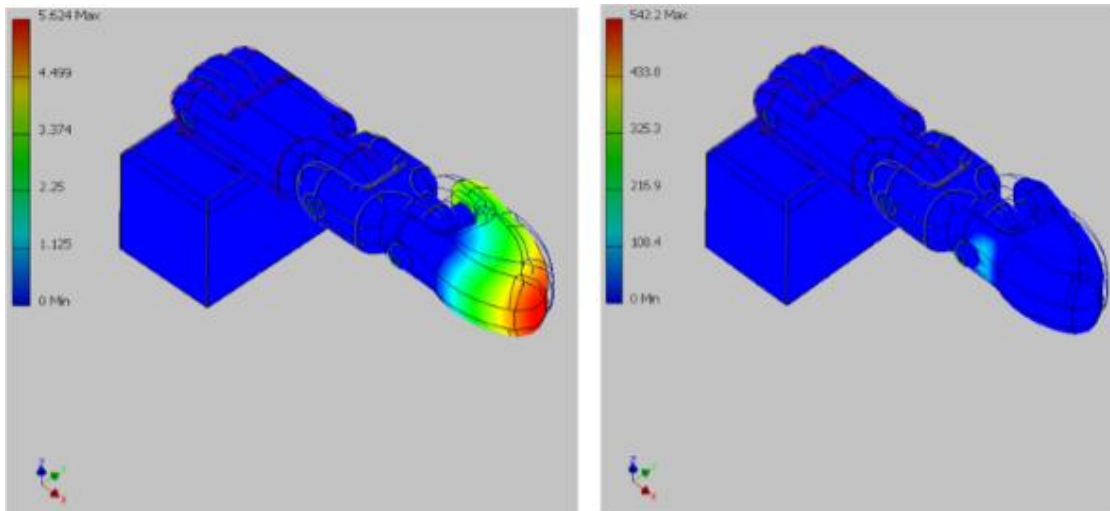 5.624 Max
4.499
3.374
2.25
1.125
0 Min
Z
X
542.2 Max
433.8
325.3
216.9
108.4
0 Min
Z
X